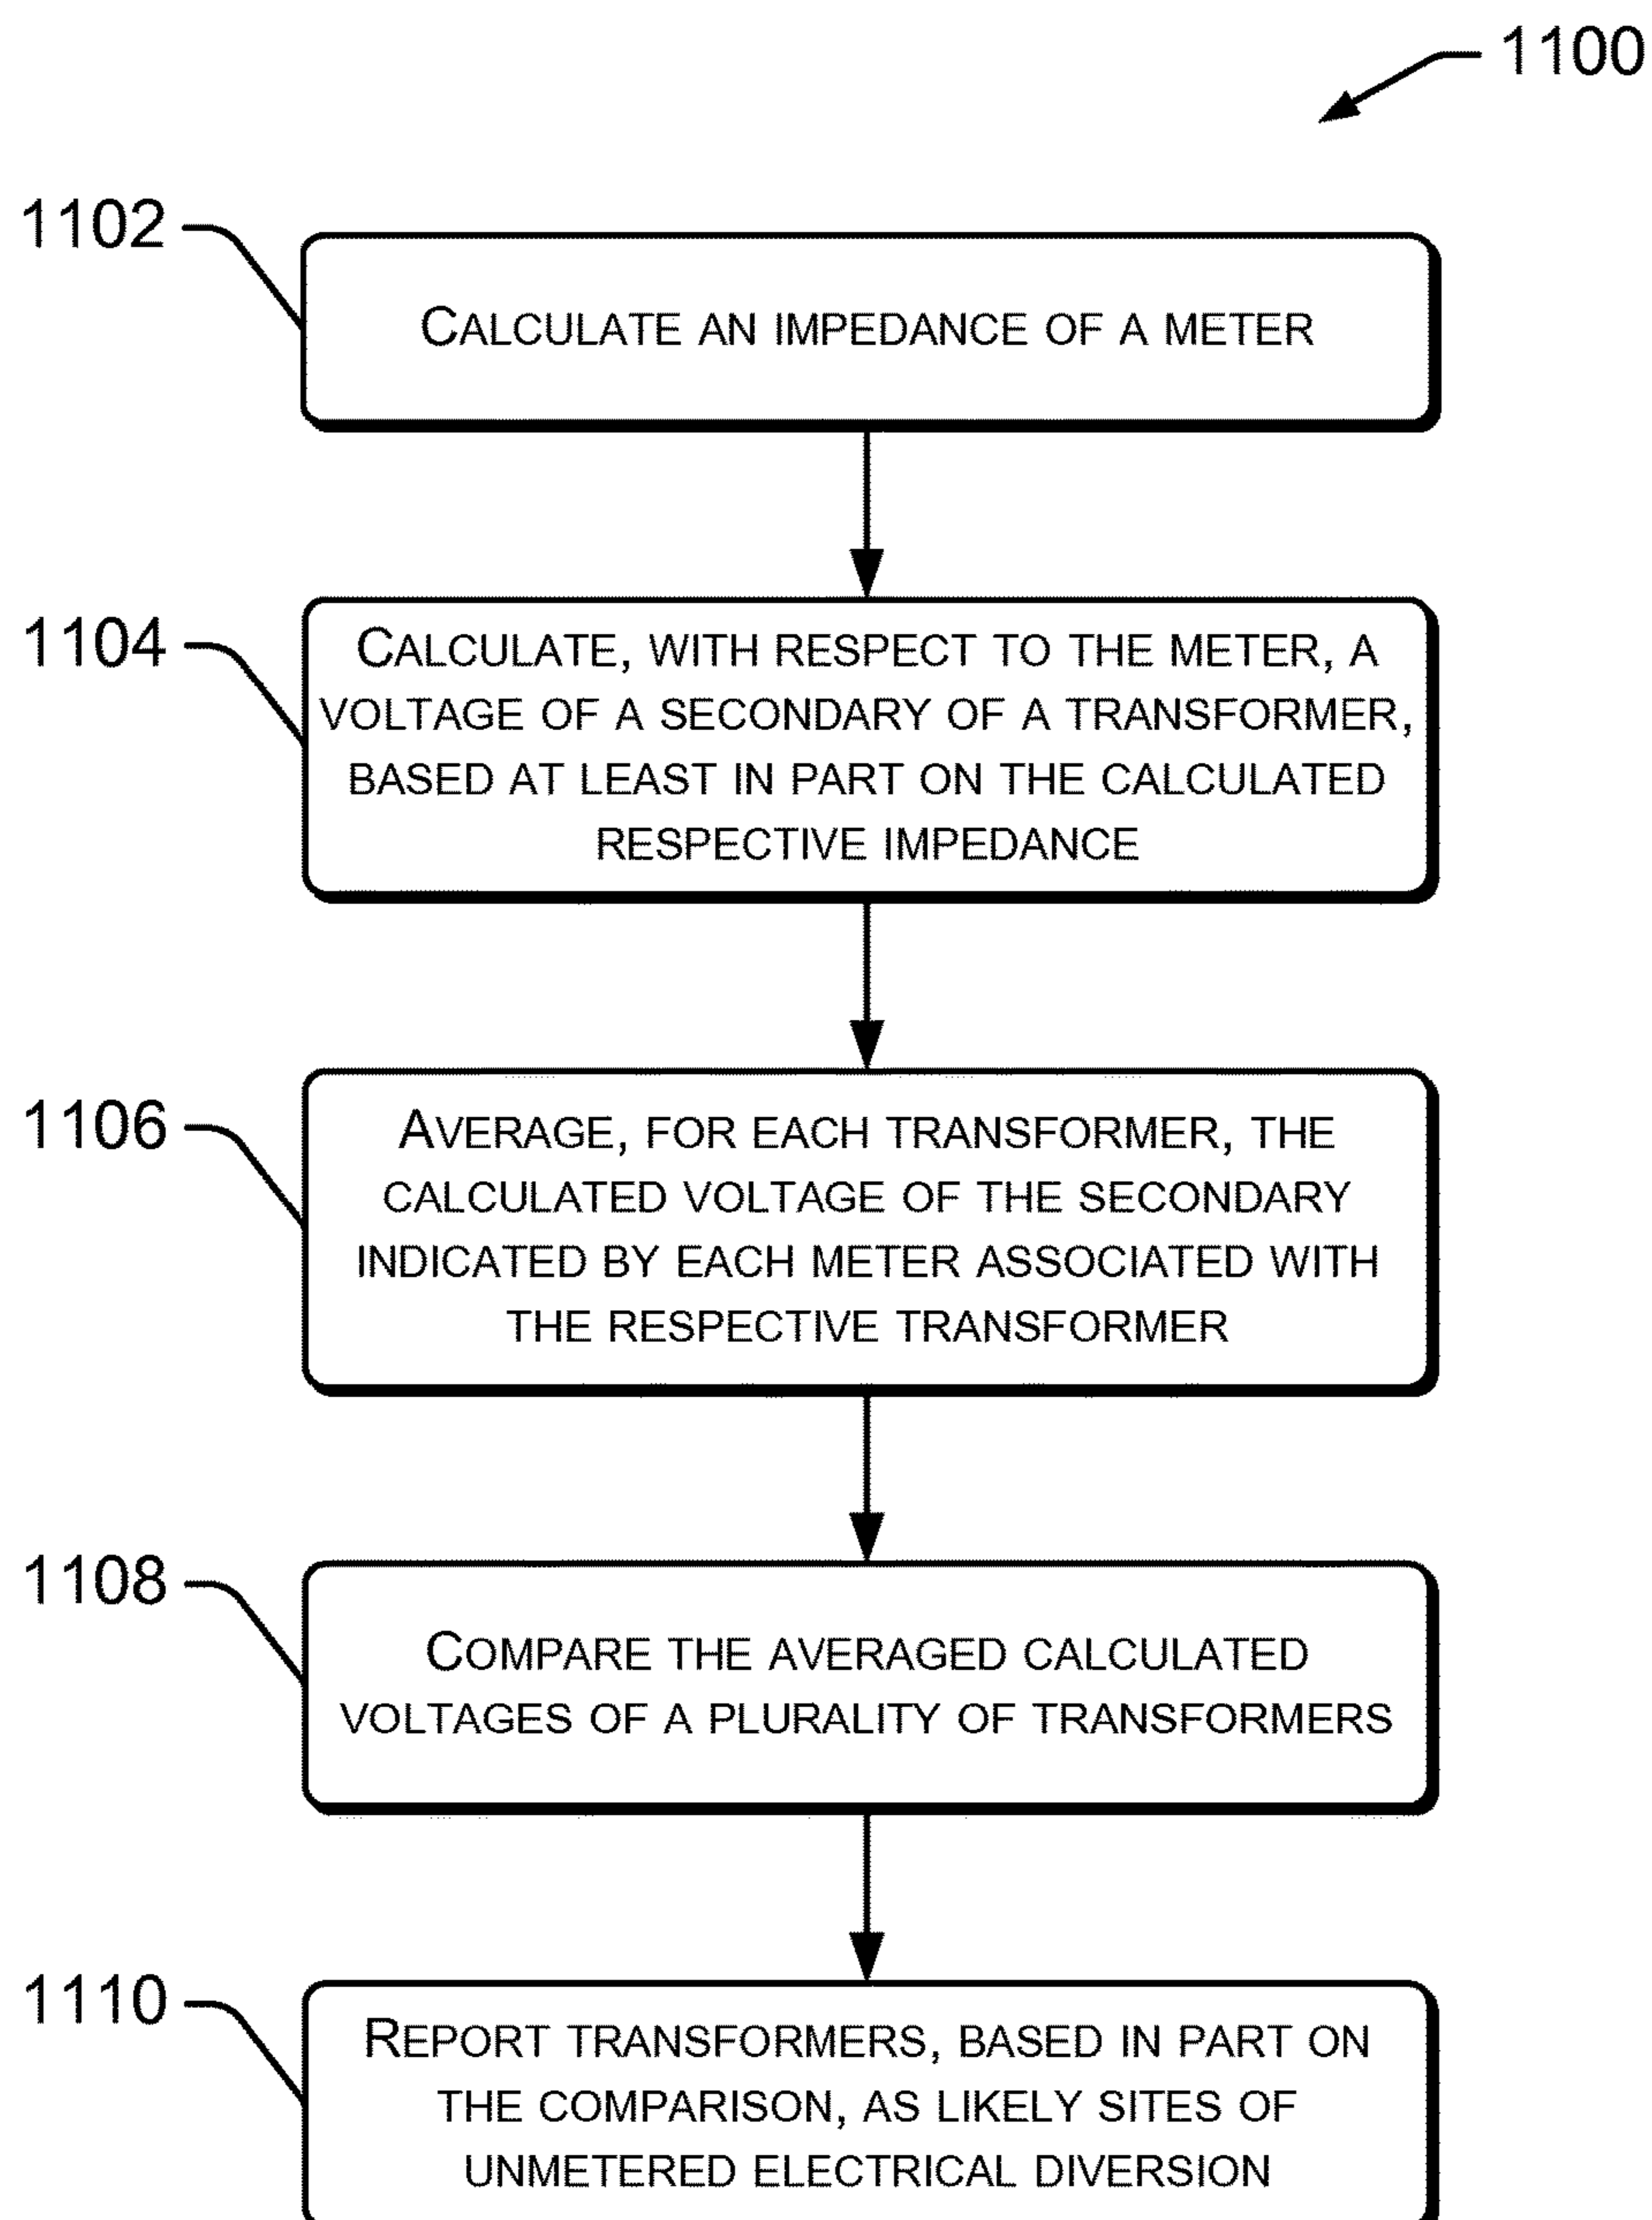 1100
1102
CALCULATE AN IMPEDANCE OF A METER
1104
CALCULATE, WITH RESPECT TO THE METER, A
VOLTAGE OF A SECONDARY OF A TRANSFORMER,
BASED AT LEAST IN PART ON THE CALCULATED
RESPECTIVE IMPEDANCE
1106
AVERAGE, FOR EACH TRANSFORMER, THE
CALCULATED VOLTAGE OF THE SECONDARY
INDICATED BY EACH METER ASSOCIATED WITH
THE RESPECTIVE TRANSFORMER
1108
COMPARE THE AVERAGED CALCULATED
VOLTAGES OF A PLURALITY OF TRANSFORMERS
1110
REPORT TRANSFORMERS, BASED IN PART ON
THE COMPARISON, AS LIKELY SITES OF
UNMETERED ELECTRICAL DIVERSION